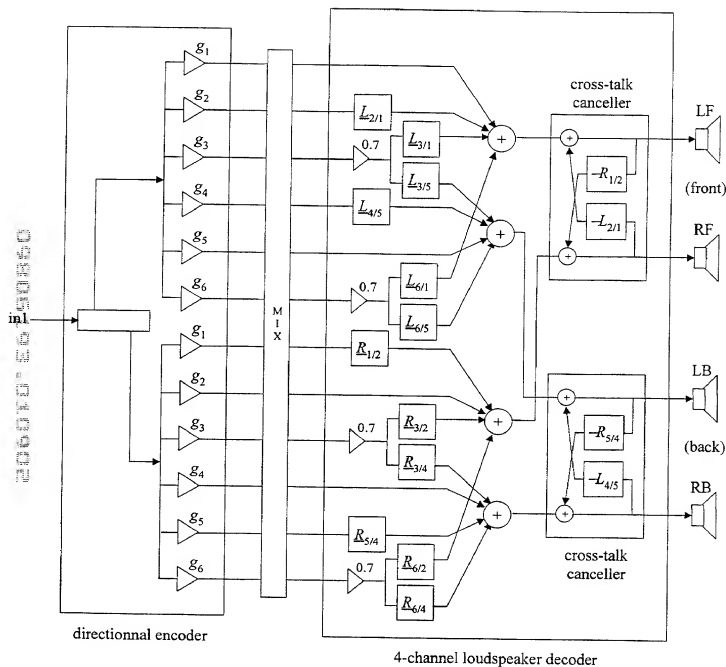 g1
g2
g3
g4
g5
g6
g1
g2
g3
g4
g5
g6
in1
directionnal encoder
MIX
L2/1
0.7
L3/1
L3/5
L4/5
0.7
L6/1
L6/5
R1/2
0.7
R3/2
R3/4
R5/4
0.7
R6/2
R6/4
+
+
+
+
4-channel loudspeaker decoder
cross-talk
canceller
+
-R1/2
-L2/1
+
+
-R5/4
-L4/5
+
cross-talk
canceller
LF
(front)
RF
LB
(back)
RB